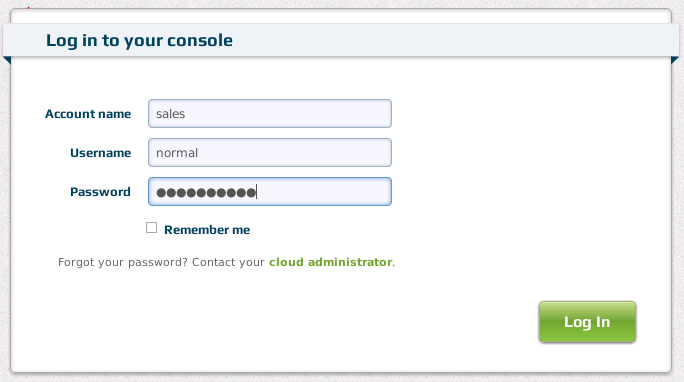 Log in to your console
Account name sales
Username normal
Password ●●●●●●●●●●
Remember me
Forgot your password? Contact your cloud administrator.
Log In